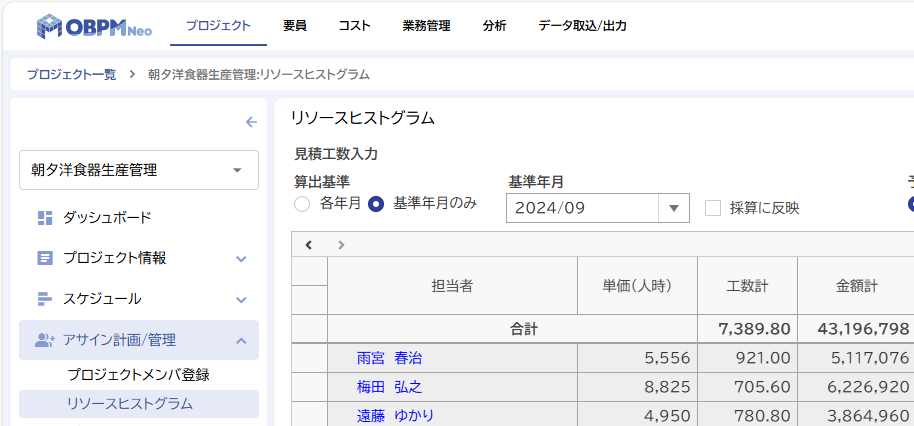 OBPM Neo プロジェクト 要員 コスト 業務管理 分析 データ取込/出力
プロジェクト一覧 > 朝夕洋食器生産管理:リソースヒストグラム
朝夕洋食器生産管理
ダッシュボード
プロジェクト情報
スケジュール
アサイン計画/管理
プロジェクトメンバ登録
リソースヒストグラム
リソースヒストグラム
見積工数入力
算出基準 基準年月
各年月 基準年月のみ 2024/09 採算に反映
担当者 単価(人時) 工数計 金額計
合計 7,389.80 43,196,798
雨宮 春治 5,556 921.00 5,117,076
梅田 弘之 8,825 705.60 6,226,920
遠藤 ゆかり 4,950 780.80 3,864,960